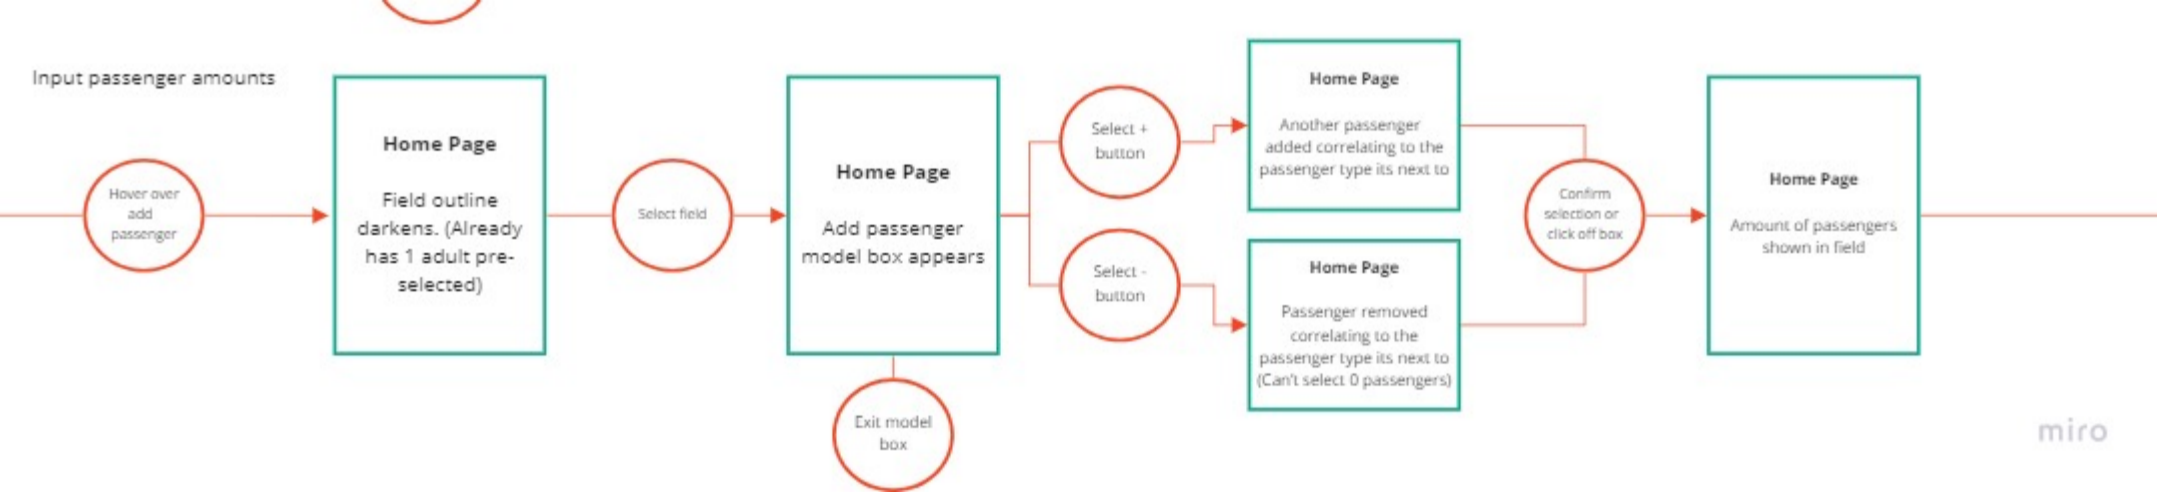 Input passenger amounts
Hover over
add
passenger
Home Page
Field outline
darkens. (Already
has 1 adult pre-
selected)
Select field
Home Page
Add passenger
model box appears
Exit model
box
Select +
button
Select -
button
Home Page
Another passenger
added correlating to the
passenger type its next to
Home Page
Passenger removed
correlating to the
passenger type its next to
(Can't select 0 passengers)
Confirm
selection or
click off box
Home Page
Amount of passengers
shown in field
miro